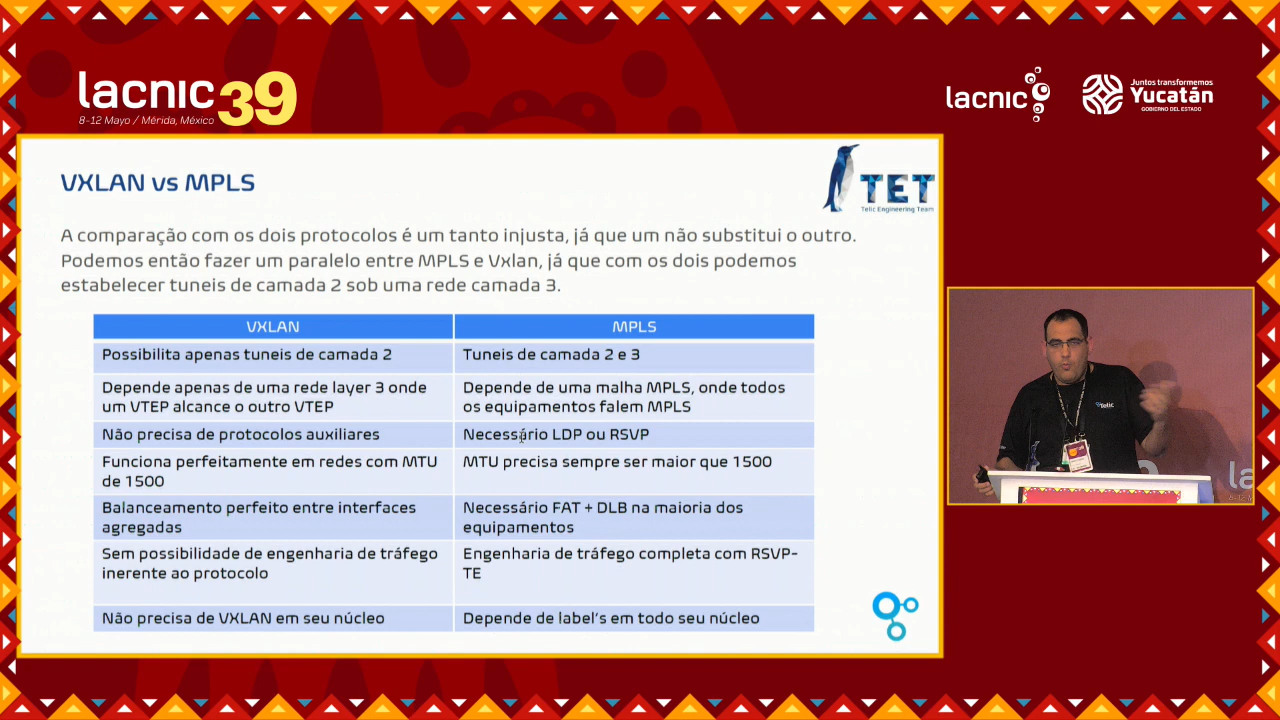 lacnic 39
8-12 Mayo / Mérida, México
lacnic
Juntos transformemos
Yucatán
GOBIERNO DEL ESTADO
VXLAN vs MPLS
TET
Telic Engineering Team
A comparação com os dois protocolos é um tanto injusta, já que um não substitui o outro.
Podemos então fazer um paralelo entre MPLS e Vxlan, já que com os dois podemos
estabelecer tuneis de camada 2 sob uma rede camada 3.
VXLAN MPLS
Possibilita apenas tuneis de camada 2
Tuneis de camada 2 e 3
Depende apenas de uma rede layer 3 onde
um VTEP alcance o outro VTEP
Depende de uma malha MPLS, onde todos
os equipamentos falem MPLS
Não precisa de protocolos auxiliares
Necessário LDP ou RSVP
Funciona perfeitamente em redes com MTU
de 1500
MTU precisa sempre ser maior que 1500
Balanceamento perfeito entre interfaces
agregadas
Necessário FAT + DLB na maioria dos
equipamentos
Sem possibilidade de engenharia de tráfego
inerente ao protocolo
Engenharia de tráfego completa com RSVP-
TE
Não precisa de VXLAN em seu núcleo
Depende de label's em todo seu núcleo
Telic